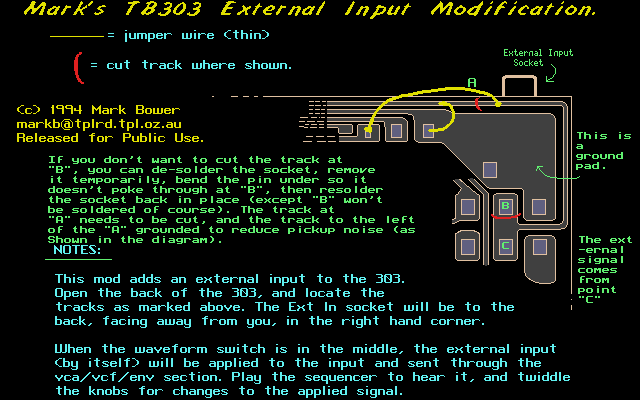 Mark's TB303 External Input Modification.
= jumper wire (thin)
= cut track where shown.
External Input
Socket
A
(c) 1994 Mark Bower
markb@tplrd.tpl.oz.au
Released for Public Use.
This is
a
ground
pad.
If you don't want to cut the track at
"B", you can de-solder the socket, remove
it temporarily, bend the pin under so it
doesn't poke through at "B", then resolder
the socket back in place (except "B" won't
be soldered of course). The track at
"A" needs to be cut, and the track to the left
of the "A" grounded to reduce pickup noise (as
Shown in the diagram).
B
C
The ext
-ernal
signal
comes
from
point
"C"
NOTES:
This mod adds an external input to the 303.
Open the back of the 303, and locate the
tracks as marked above. The Ext In socket will be to the
back, facing away from you, in the right hand corner.
When the waveform switch is in the middle, the external input
(by itself) will be applied to the input and sent through the
vca/vcf/env section. Play the sequencer to hear it, and twiddle
the knobs for changes to the applied signal.